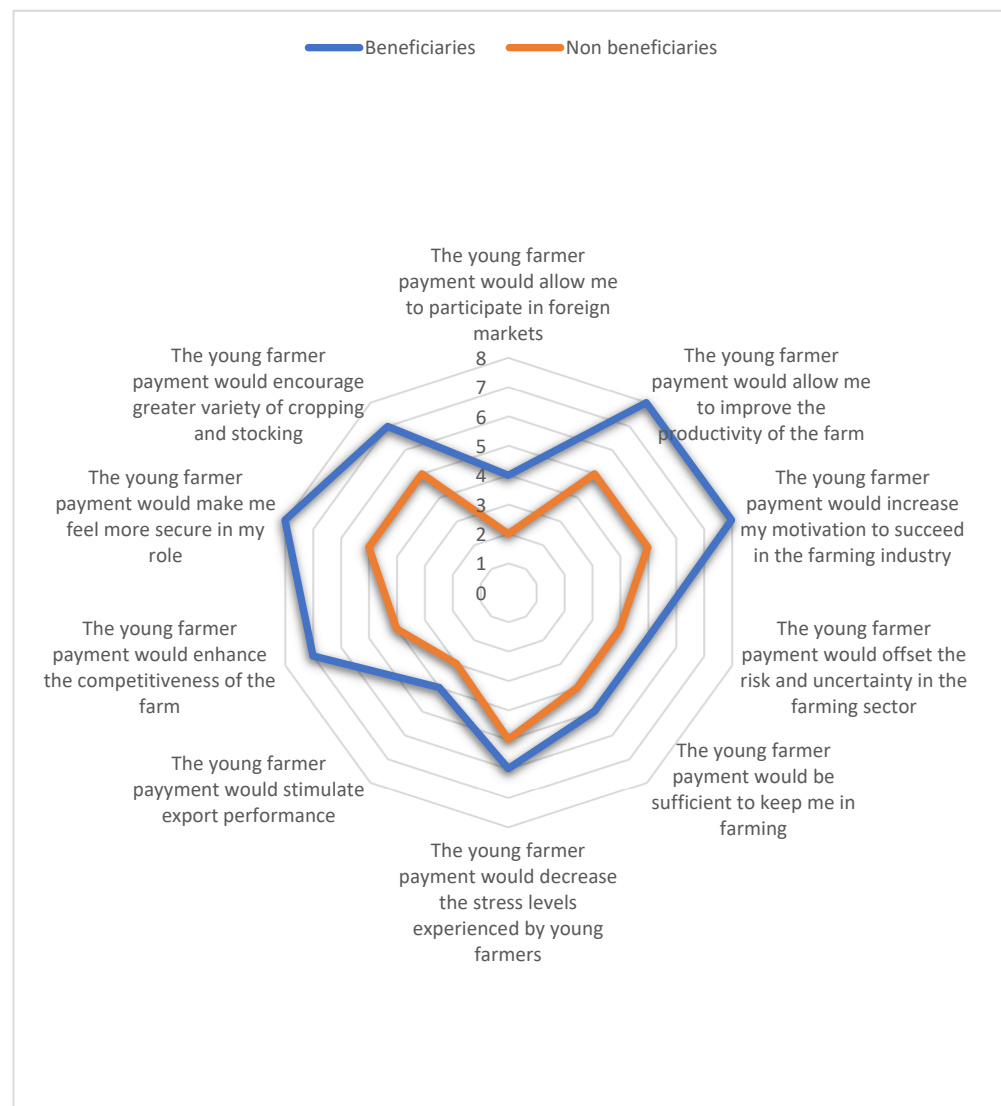 Beneficiaries
Non beneficiaries
The young farmer
payment would allow me
to participate in foreign
markets
The young farmer
payment would allow me
to improve the
productivity of the farm
The young farmer
payment would increase
my motivation to succeed
in the farming industry
The young farmer
payment would offset the
risk and uncertainty in the
farming sector
The young farmer
payment would be
sufficient to keep me in
farming
The young farmer
payment would decrease
the stress levels
experienced by young
farmers
The young farmer
payyment would stimulate
export performance
The young farmer
payment would enhance
the competitiveness of the
farm
The young farmer
payment would make me
feel more secure in my
role
The young farmer
payment would encourage
greater variety of cropping
and stocking
8
7
6
5
4
3
2
1
0